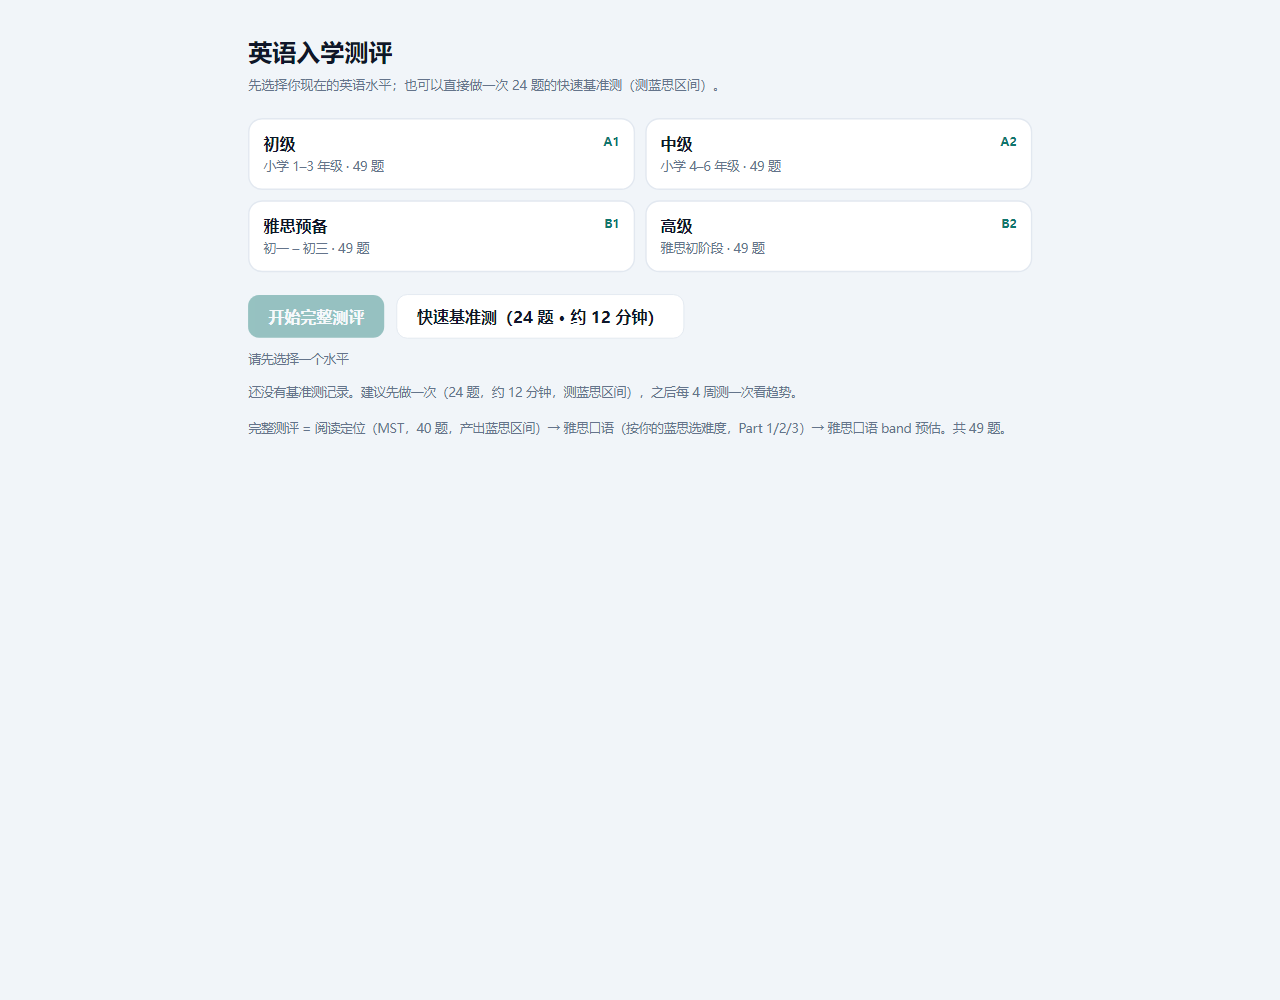 英语入学测评
先选择你现在的英语水平；也可以直接做一次 24 题的快速基准测（测蓝思区间）。
初级
A1
小学 1–3 年级 · 49 题
中级
A2
小学 4–6 年级 · 49 题
雅思预备
B1
初一 – 初三 · 49 题
高级
B2
雅思初阶段 · 49 题
开始完整测评
快速基准测（24 题 • 约 12 分钟）
请先选择一个水平
还没有基准测记录。建议先做一次（24 题，约 12 分钟，测蓝思区间），之后每 4 周测一次看趋势。
完整测评 = 阅读定位（MST，40 题，产出蓝思区间）→ 雅思口语（按你的蓝思选难度，Part 1/2/3）→ 雅思口语 band 预估。共 49 题。